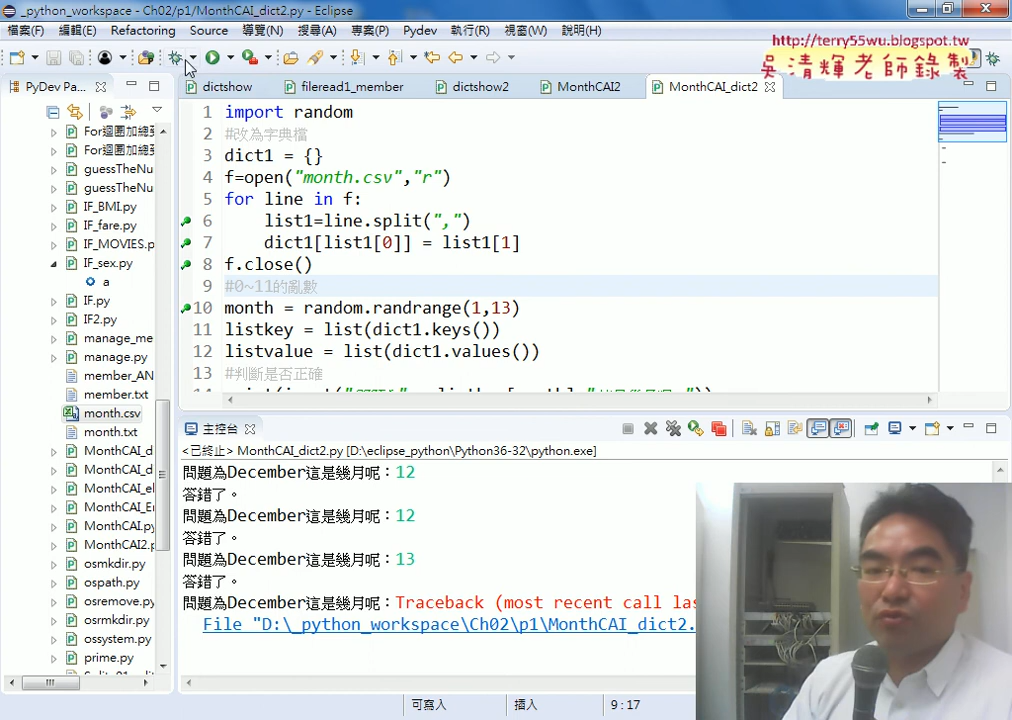 _python_workspace - Ch02/p1/MonthCAI_dict2.py - Eclipse
檔案(F) 編輯(E) Refactoring Source 導覽(N) 搜尋(A) 專案(P) Pydev 執行(R) 視窗(W) 說明(H)
http://terry55wu.blogspot.tw
吳清輝老師錄製
PyDev Pa...
dictshow fileread1_member dictshow2 MonthCAI2 MonthCAI_dict2
For迴圈加總到
For迴圈加總到
guessTheNu
guessTheNu
IF_BMI.py
IF_fare.py
IF_MOVIES.p
IF_sex.py
a
IF.py
IF2.py
manage_me
manage.py
member_AN
member.txt
month.csv
month.txt
MonthCAI_d
MonthCAI_d
MonthCAI_el
MonthCAI_E
MonthCAI.py
MonthCAI2.p
osmkdir.py
ospath.py
osremove.py
osrmkdir.py
ossystem.py
prime.py
1 import random
2 #改為字典檔
3 dict1 = {}
4 f=open("month.csv","r")
5 for line in f:
6 list1=line.split(",")
7 dict1[list1[0]] = list1[1]
8 f.close()
9 #0~11的亂數
10 month = random.randrange(1,13)
11 listkey = list(dict1.keys())
12 listvalue = list(dict1.values())
13 #判斷是否正確
主控台
<已終止> MonthCAI_dict2.py [D:\eclipse_python\Python36-32\python.exe]
問題為December這是幾月呢：12
答錯了。
問題為December這是幾月呢：12
答錯了。
問題為December這是幾月呢：13
答錯了。
問題為December這是幾月呢：Traceback (most recent call las
File "D:\_python_workspace\Ch02\p1\MonthCAI_dict2.
可寫入 插入 9:17